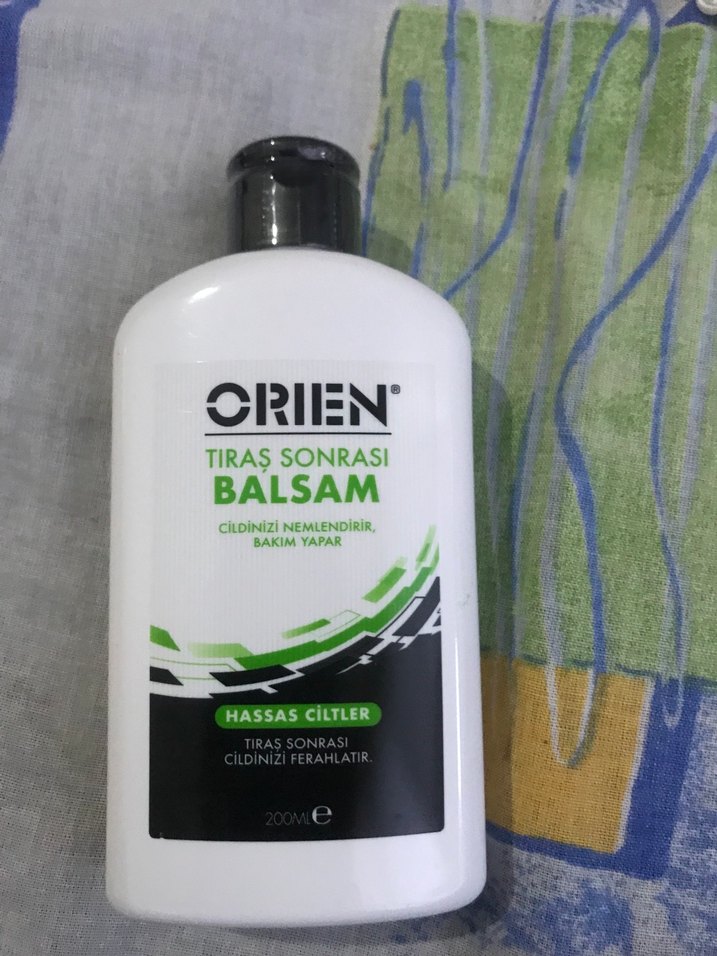 ORIEN®
TIRAŞ SONRASI
BALSAM
CİLDİNİZİ NEMLENDİRİR,
BAKIM YAPAR
HASSAS CİLTLER
TIRAŞ SONRASI
CİLDİNİZİ FERAHLATIR.
200ML℮